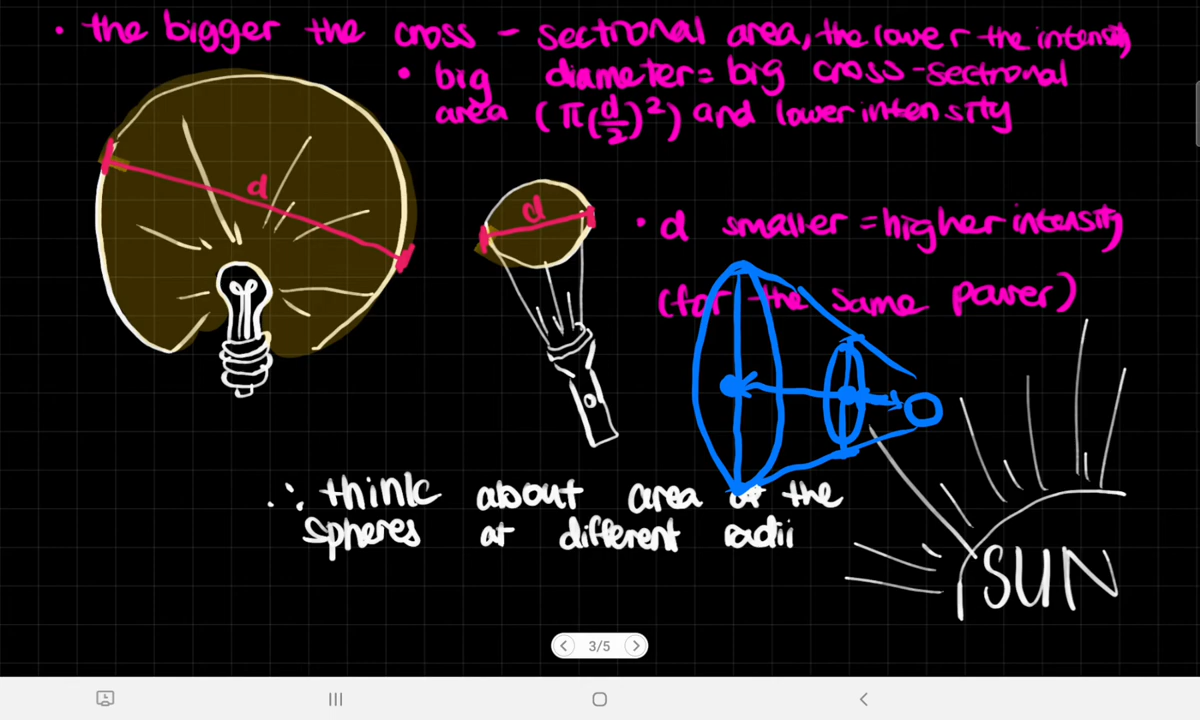 • the bigger the cross - sectional area, the lower the intensity
• big diameter = big cross-sectional
area (π(d/2)²) and lower intensity
d
d
• d smaller = higher intensity
(for the same power)
∴ think about area of the
spheres at different radii
SUN
3/5